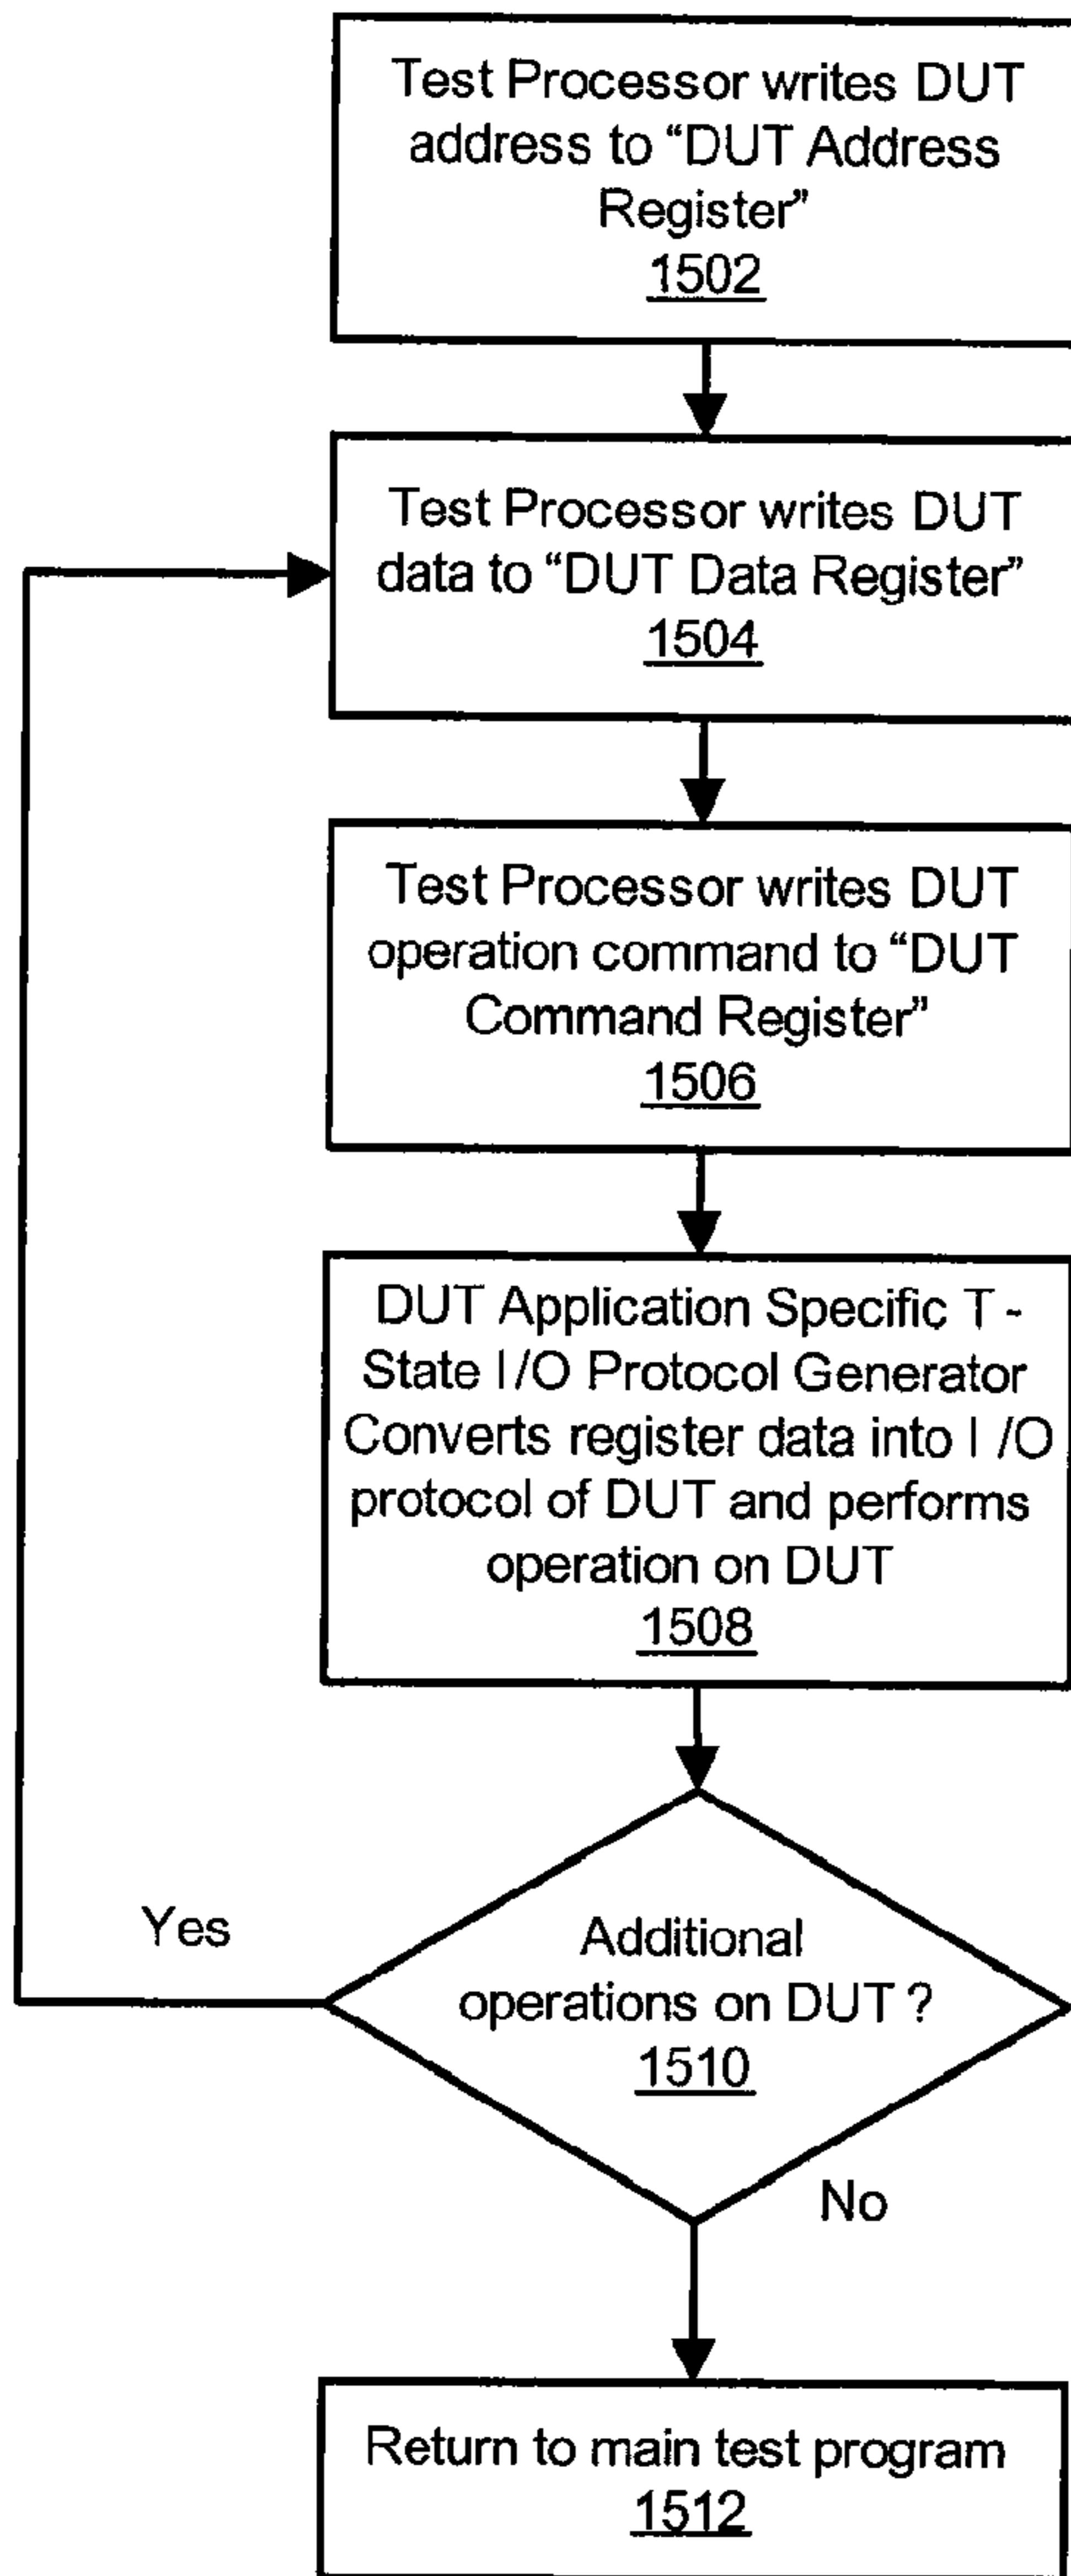 Test Processor writes DUT
address to “DUT Address
Register”
1502
Test Processor writes DUT
data to “DUT Data Register”
1504
Test Processor writes DUT
operation command to “DUT
Command Register”
1506
DUT Application Specific T -
State I/O Protocol Generator
Converts register data into I /O
protocol of DUT and performs
operation on DUT
1508
Yes
Additional
operations on DUT ?
1510
No
Return to main test program
1512